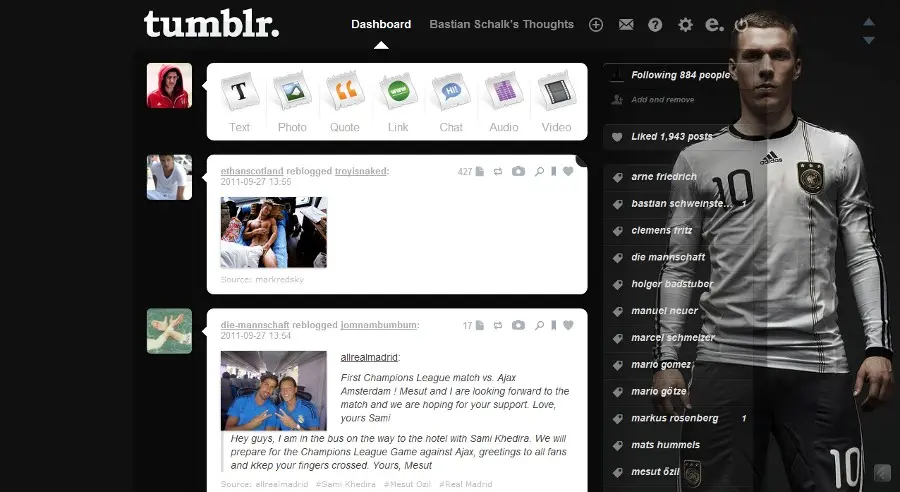 tumblr.
Dashboard
Bastian Schalk's Thoughts
Following 884 people
Add and remove
Liked 1,943 posts
T
www
Hi!
Text
Photo
Quote
Link
Chat
Audio
Video
ethanscotland reblogged troyisnaked:
2011-09-27 13:55
427
Source: markredsky
die-mannschaft reblogged jomnambumbum:
2011-09-27 13:54
17
allrealmadrid:
First Champions League match vs. Ajax
Amsterdam ! Mesut and I are looking forward to the
match and we are hoping for your support. Love,
yours Sami
Hey guys, I am in the bus on the way to the hotel with Sami Khedira. We will
prepare for the Champions League Game against Ajax, greetings to all fans
and kkep your fingers crossed. Yours, Mesut
Source: allrealmadrid #Sami Khedira #Mesut Ozil #Real Madrid
arne friedrich
bastian schweinste... 1
clemens fritz
die mannschaft
holger badstuber
manuel neuer
marcel schmelzer
mario gomez
mario götze
markus rosenberg 1
mats hummels
mesut özil
adidas
10
10